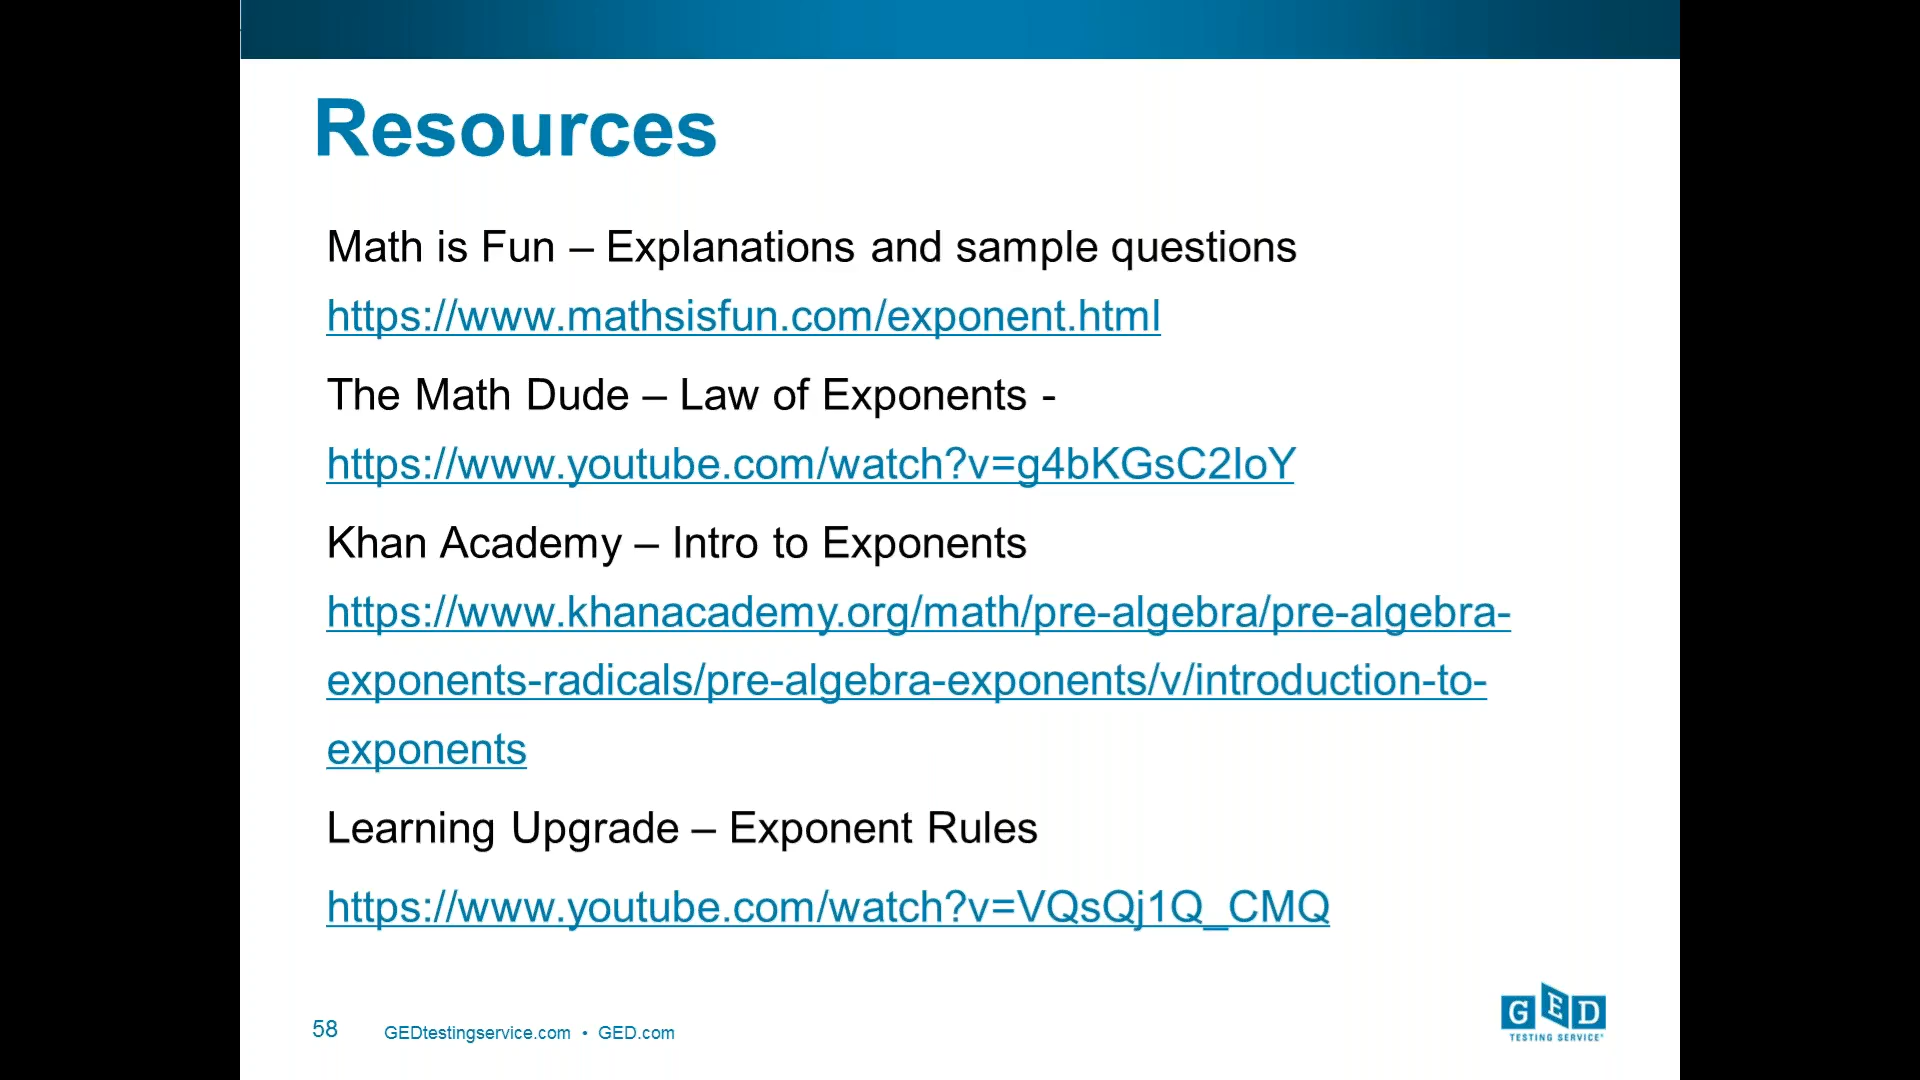 Resources
Math is Fun – Explanations and sample questions
https://www.mathsisfun.com/exponent.html
The Math Dude – Law of Exponents -
https://www.youtube.com/watch?v=g4bKGsC2IoY
Khan Academy – Intro to Exponents
https://www.khanacademy.org/math/pre-algebra/pre-algebra-
exponents-radicals/pre-algebra-exponents/v/introduction-to-
exponents
Learning Upgrade – Exponent Rules
https://www.youtube.com/watch?v=VQsQj1Q_CMQ
58 GEDtestingservice.com • GED.com
GED
TESTING SERVICE®